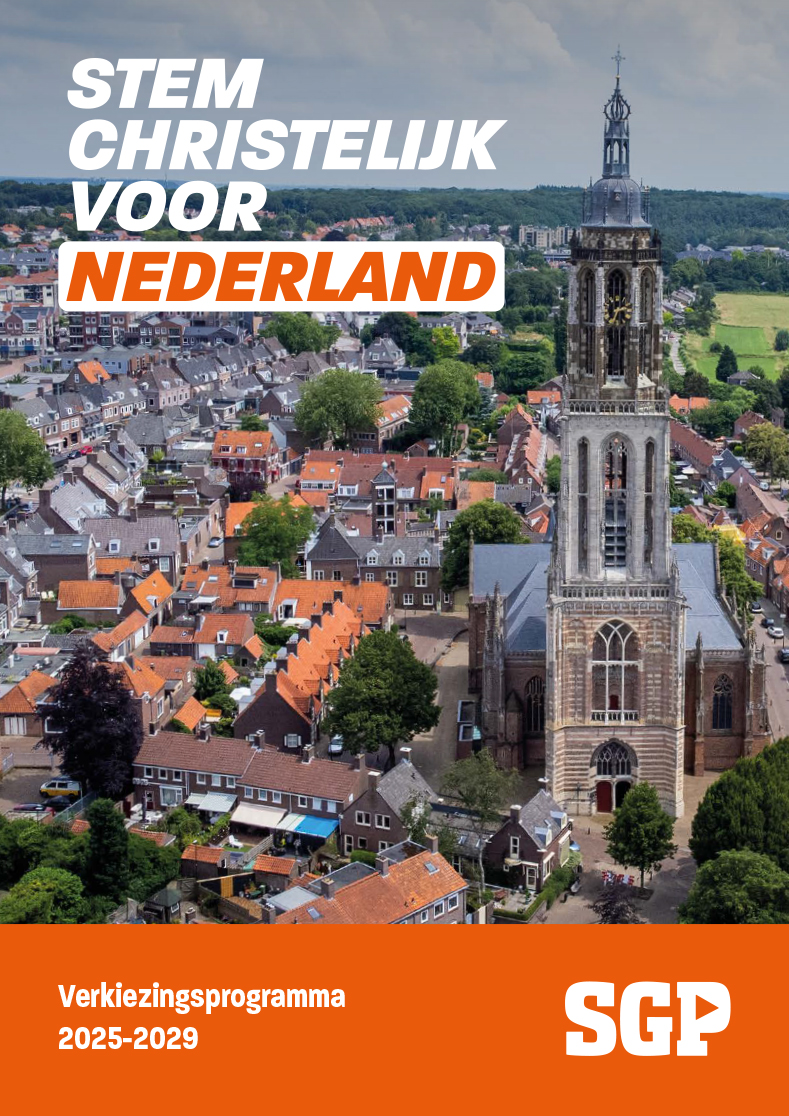 STEM
CHRISTELIJK
VOOR
NEDERLAND
Verkiezingsprogramma
2025-2029
SGP